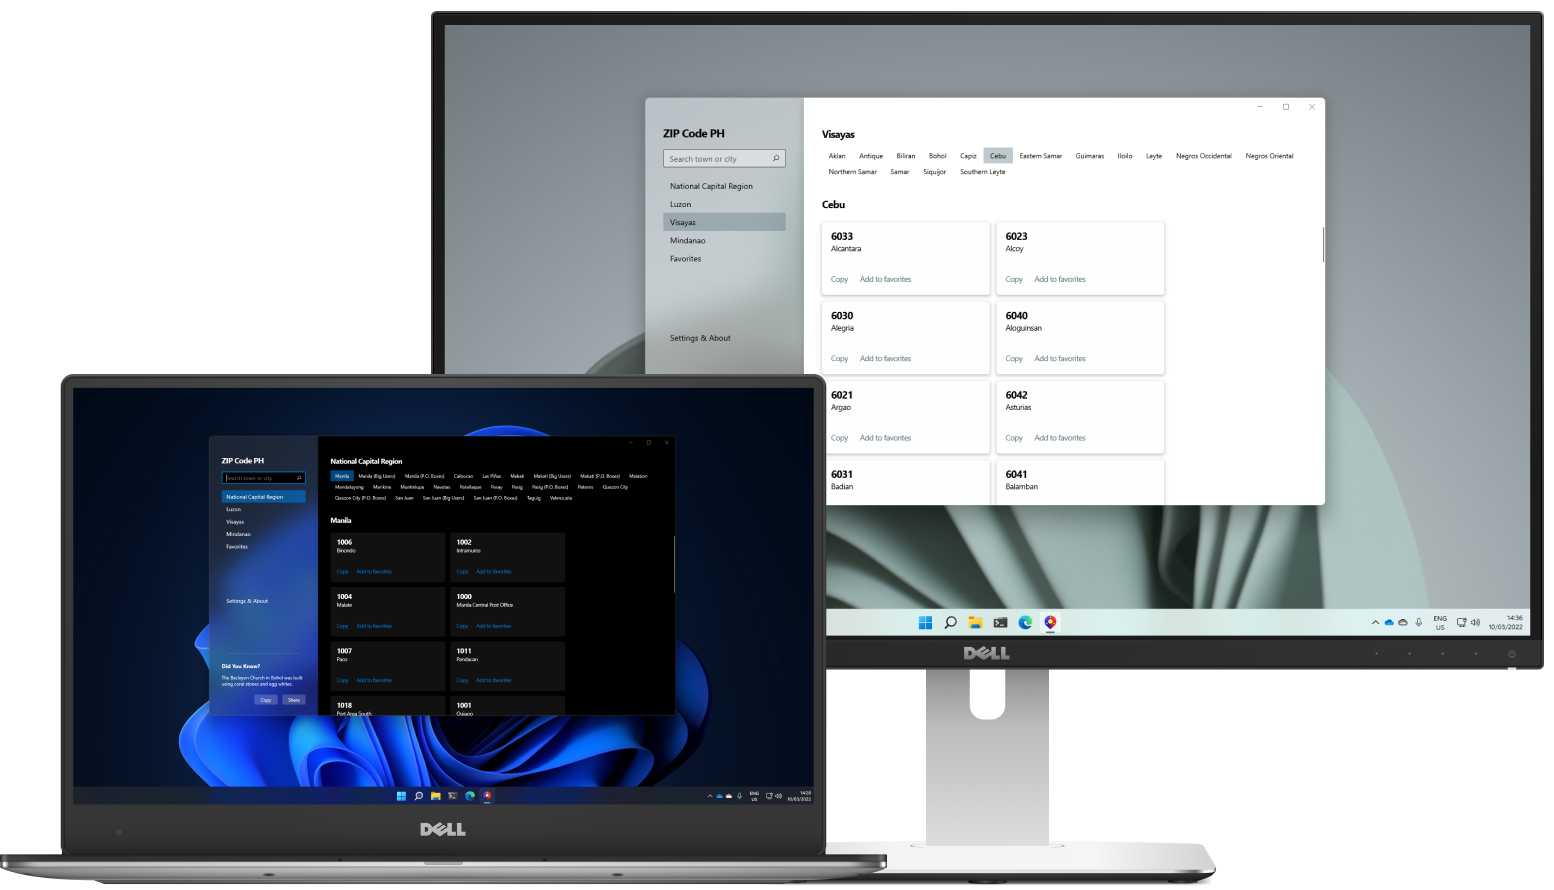 ZIP Code PH
Search town or city
National Capital Region
Luzon
Visayas
Mindanao
Favorites
Settings & About
Visayas
Aklan Antique Biliran Bohol Capiz Cebu Eastern Samar Guimaras Iloilo Leyte Negros Occidental Negros Oriental
Northern Samar Samar Siquijor Southern Leyte
Cebu
6033
Alcantara
Copy Add to favorites
6023
Alcoy
Copy Add to favorites
6030
Alegria
Copy Add to favorites
6040
Aloguinsan
Copy Add to favorites
6021
Argao
Copy Add to favorites
6042
Asturias
Copy Add to favorites
6031
Badian
6041
Balamban
ENG
US
14:36
10/03/2022
DELL
ZIP Code PH
Search town or city
National Capital Region
Luzon
Visayas
Mindanao
Favorites
Settings & About
Did You Know?
The Baclayon Church in Bohol was built
using coral stones and egg whites.
Copy Share
National Capital Region
Manila Manila (Big Users) Manila (P.O. Boxes) Caloocan Las Piñas Makati Makati (Big Users) Makati (P.O. Boxes) Malabon
Mandaluyong Marikina Muntinlupa Navotas Parañaque Pasay Pasig Pasig (P.O. Boxes) Pateros Quezon City
Quezon City (P.O. Boxes) San Juan San Juan (Big Users) San Juan (P.O. Boxes) Taguig Valenzuela
Manila
1006
Binondo
Copy Add to favorites
1002
Intramuros
Copy Add to favorites
1004
Malate
Copy Add to favorites
1000
Manila Central Post Office
Copy Add to favorites
1007
Paco
Copy Add to favorites
1011
Pandacan
Copy Add to favorites
1018
Port Area South
1001
Quiapo
ENG
US
14:28
10/03/2022
DELL